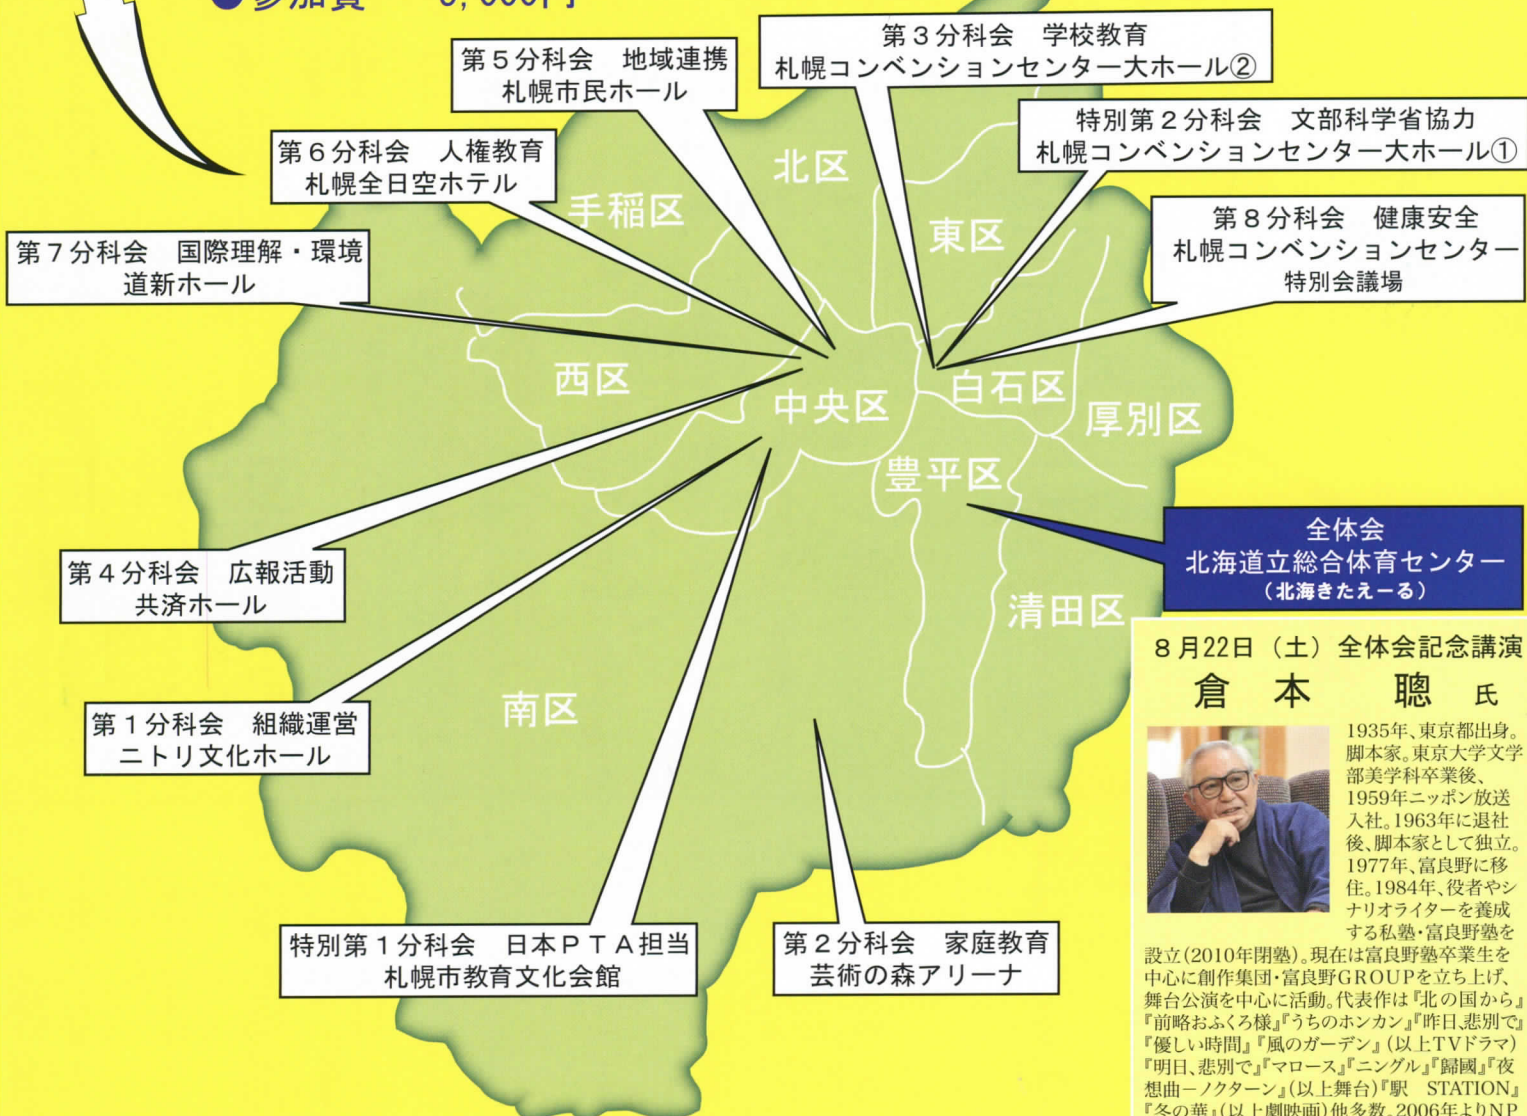 ●参加費
第５分科会　地域連携
札幌市民ホール
第３分科会　学校教育
札幌コンベンションセンター大ホール②
特別第２分科会　文部科学省協力
札幌コンベンションセンター大ホール①
第６分科会　人権教育
札幌全日空ホテル
第８分科会　健康安全
札幌コンベンションセンター
特別会議場
第７分科会　国際理解・環境
道新ホール
北区
手稲区
東区
西区
中央区
白石区
厚別区
豊平区
清田区
南区
全体会
北海道立総合体育センター
（北海きたえーる）
第４分科会　広報活動
共済ホール
第１分科会　組織運営
ニトリ文化ホール
特別第１分科会　日本ＰＴＡ担当
札幌市教育文化会館
第２分科会　家庭教育
芸術の森アリーナ
８月22日（土）全体会記念講演
倉本　聰 氏
1935年、東京都出身。
脚本家。東京大学文学
部美学科卒業後、
1959年ニッポン放送
入社。1963年に退社
後、脚本家として独立。
1977年、富良野に移
住。1984年、役者やシ
ナリオライターを養成
する私塾・富良野塾を
設立(2010年閉塾)。現在は富良野塾卒業生を
中心に創作集団・富良野GROUPを立ち上げ、
舞台公演を中心に活動。代表作は『北の国から』
『前略おふくろ様』『うちのホンカン』『昨日、悲別で』
『優しい時間』『風のガーデン』(以上TVドラマ)
『明日、悲別で』『マロース』『ニングル』『歸國』『夜
想曲－ノクターン』(以上舞台)『駅　STATION』
『冬の華』(以上劇映画)他多数。2006年よりNP